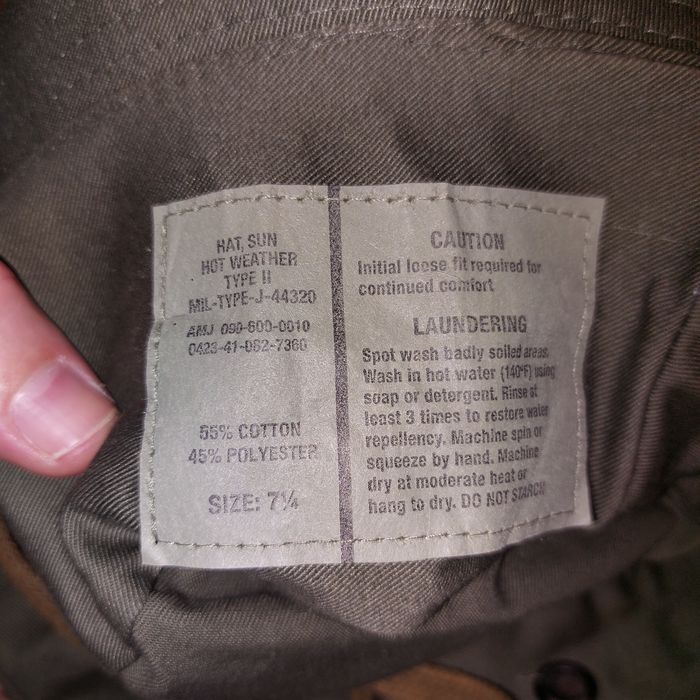 HAT, SUN
HOT WEATHER
TYPE II
MIL-TYPE-J-44320
AMJ 090-600-0010
0423-41-082-7360
55% COTTON
45% POLYESTER
SIZE: 7¼
CAUTION
Initial loose fit required for
continued comfort
LAUNDERING
Spot wash badly soiled areas.
Wash in hot water (140°F) using
soap or detergent. Rinse at
least 3 times to restore water
repellency. Machine spin or
squeeze by hand. Machine
dry at moderate heat or
hang to dry. DO NOT STARCH